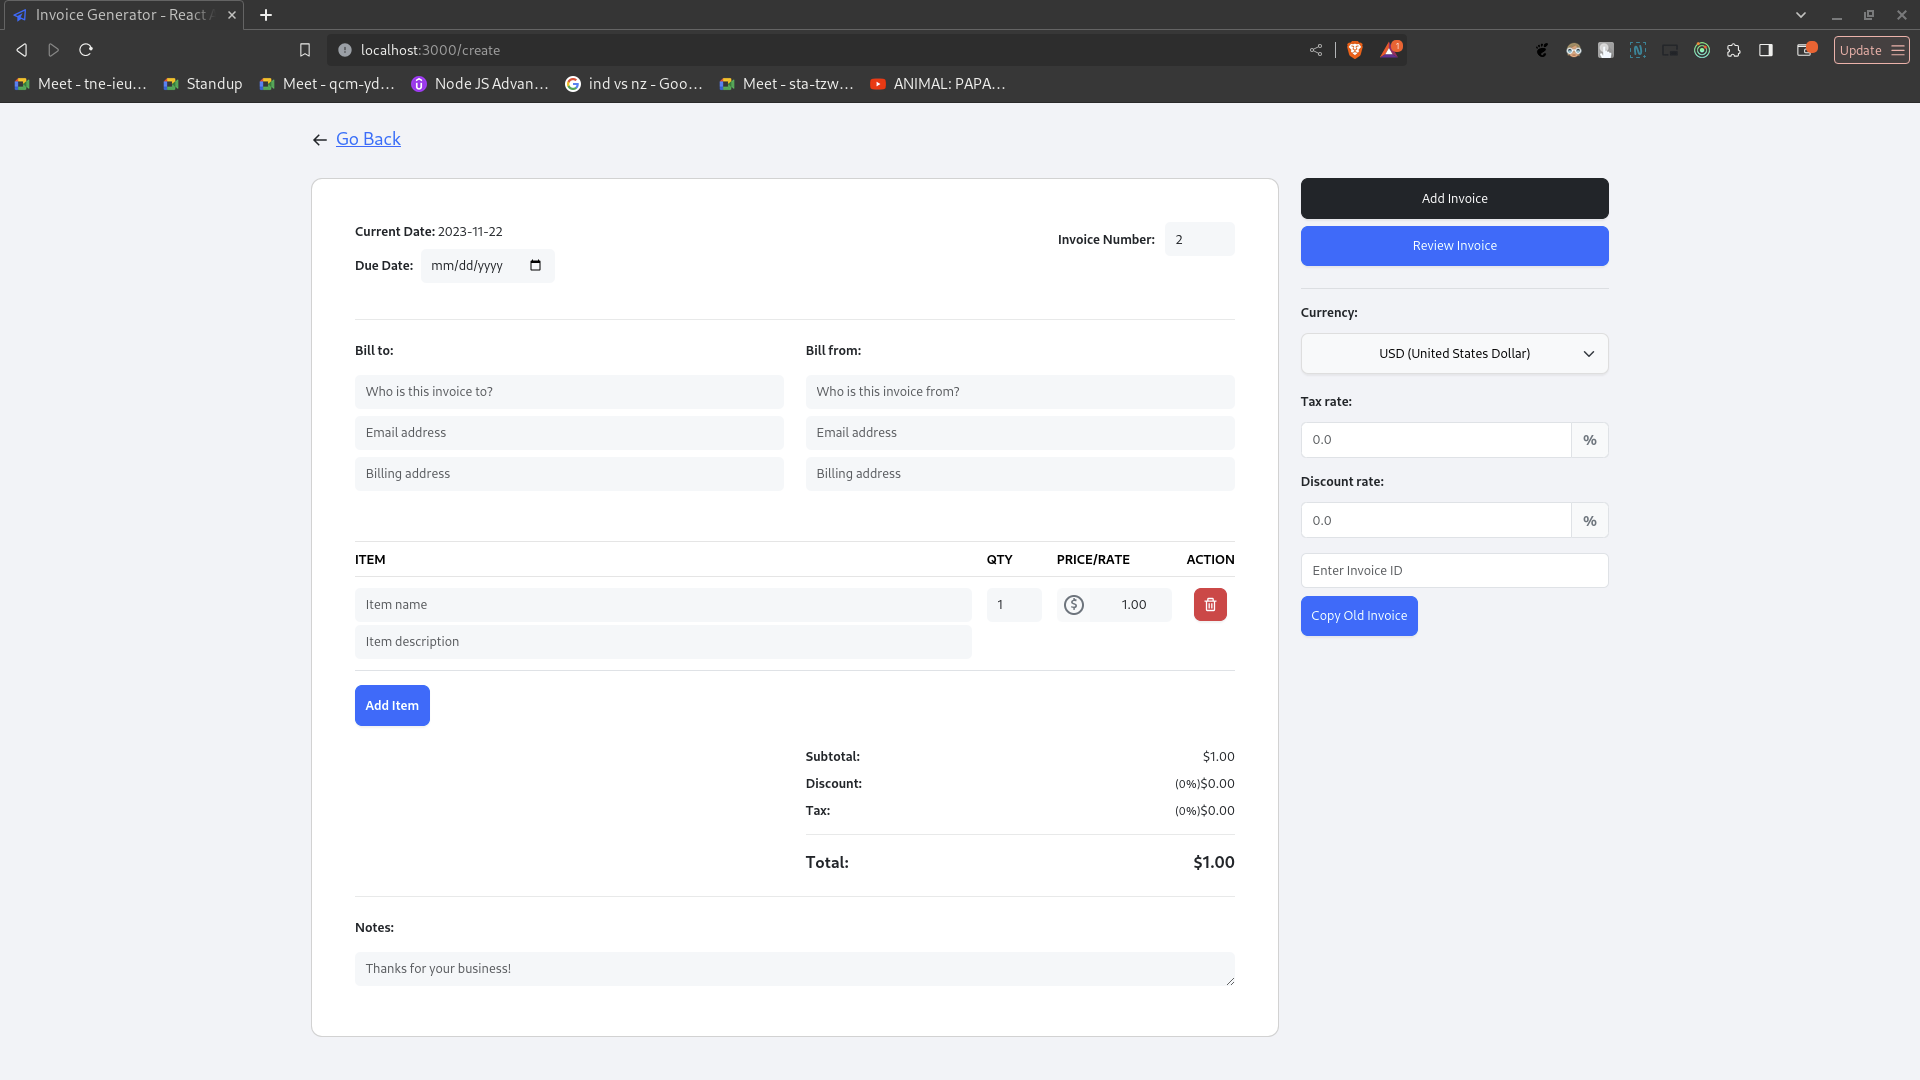 Invoice Generator - React
localhost:3000/create
1
Update
Meet - tne-ieu...
Standup
Meet - qcm-yd...
Node JS Advan...
ind vs nz - Goo...
Meet - sta-tzw...
ANIMAL: PAPA...
Go Back
Current Date: 2023-11-22
Due Date: mm/dd/yyyy
Invoice Number: 2
Add Invoice
Review Invoice
Bill to:
Who is this invoice to?
Email address
Billing address
Bill from:
Who is this invoice from?
Email address
Billing address
Currency:
USD (United States Dollar)
Tax rate:
0.0 %
Discount rate:
0.0 %
Enter Invoice ID
Copy Old Invoice
ITEM QTY PRICE/RATE ACTION
Item name 1 $ 1.00
Item description
Add Item
Subtotal: $1.00
Discount: (0%)$0.00
Tax: (0%)$0.00
Total: $1.00
Notes:
Thanks for your business!